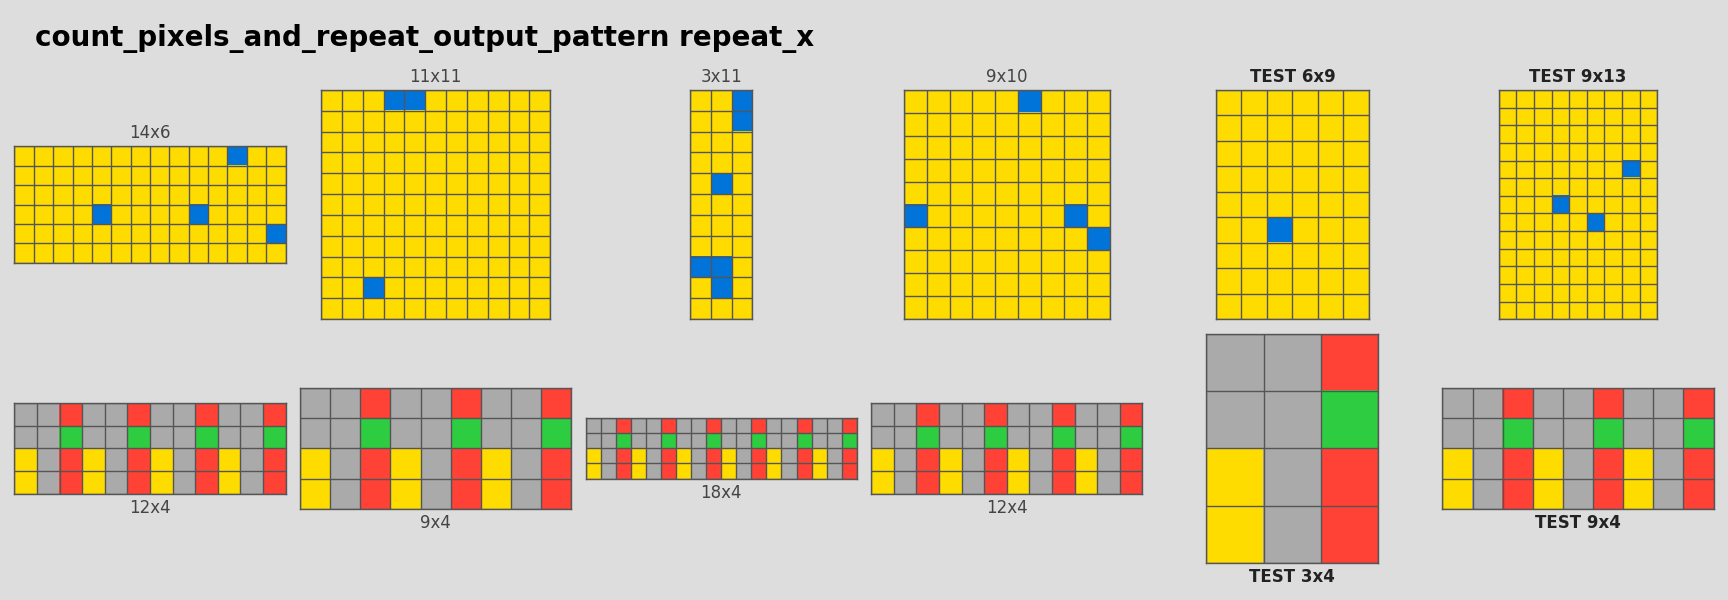 count_pixels_and_repeat_output_pattern repeat_x
14x6
11x11
3x11
9x10
TEST 6x9
TEST 9x13
12x4
9x4
18x4
12x4
TEST 3x4
TEST 9x4